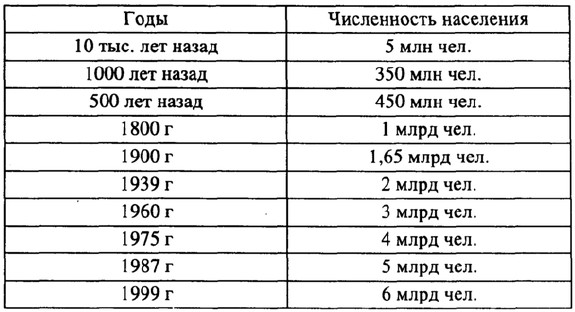 Годы Численность населения
10 тыс. лет назад 5 млн чел.
1000 лет назад 350 млн чел.
500 лет назад 450 млн чел.
1800 г 1 млрд чел.
1900 г 1,65 млрд чел.
1939 г 2 млрд чел.
1960 г 3 млрд чел.
1975 г 4 млрд чел.
1987 г 5 млрд чел.
1999 г 6 млрд чел.